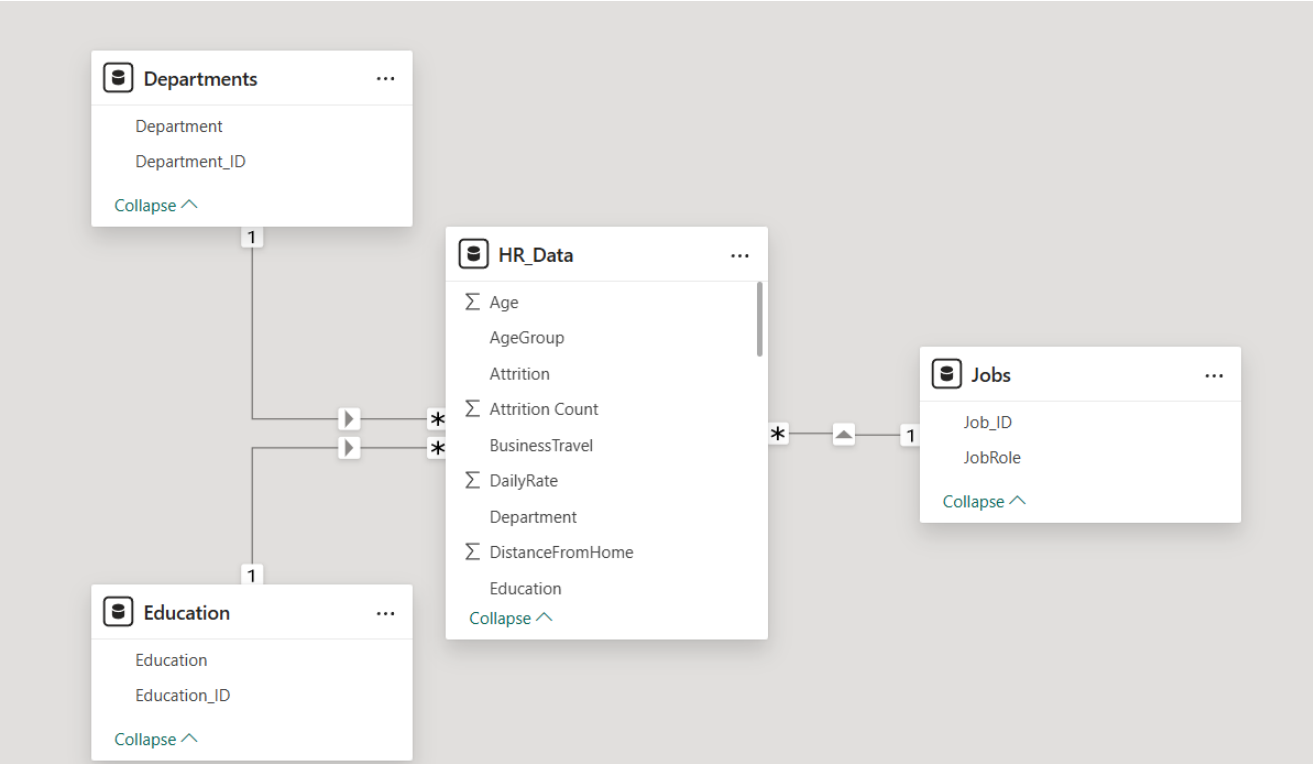 Departments
Department
Department_ID
Collapse
1
HR_Data
Σ Age
AgeGroup
Attrition
Σ Attrition Count
BusinessTravel
Σ DailyRate
Department
Σ DistanceFromHome
Education
Collapse
*
*
*
1
Jobs
Job_ID
JobRole
Collapse
1
Education
Education
Education_ID
Collapse